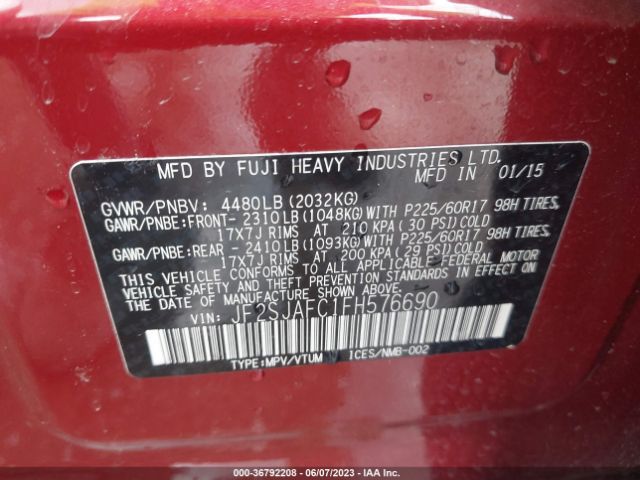 MFD BY FUJI HEAVY INDUSTRIES LTD.
MFD IN 01/15
GVWR/PNBV: 4480LB (2032KG)
GAWR/PNBE:FRONT- 2310LB (1048KG) WITH P225/60R17 98H TIRES,
17X7J RIMS AT 210 KPA ( 30 PSI) COLD
GAWR/PNBE:REAR - 2410LB (1093KG) WITH P225/60R17 98H TIRES,
17X7J RIMS AT 200 KPA ( 29 PSI) COLD
THIS VEHICLE CONFORMS TO ALL APPLICABLE FEDERAL MOTOR
VEHICLE SAFETY AND THEFT PREVENTION STANDARDS
IN EFFECT ON THE DATE OF MANUFACTURE SHOWN ABOVE.
VIN: JF2SJAFC1FH576690
TYPE:MPV/VTUM ICES/NMB-002
000-36792208 - 06/07/2023 - IAA Inc.